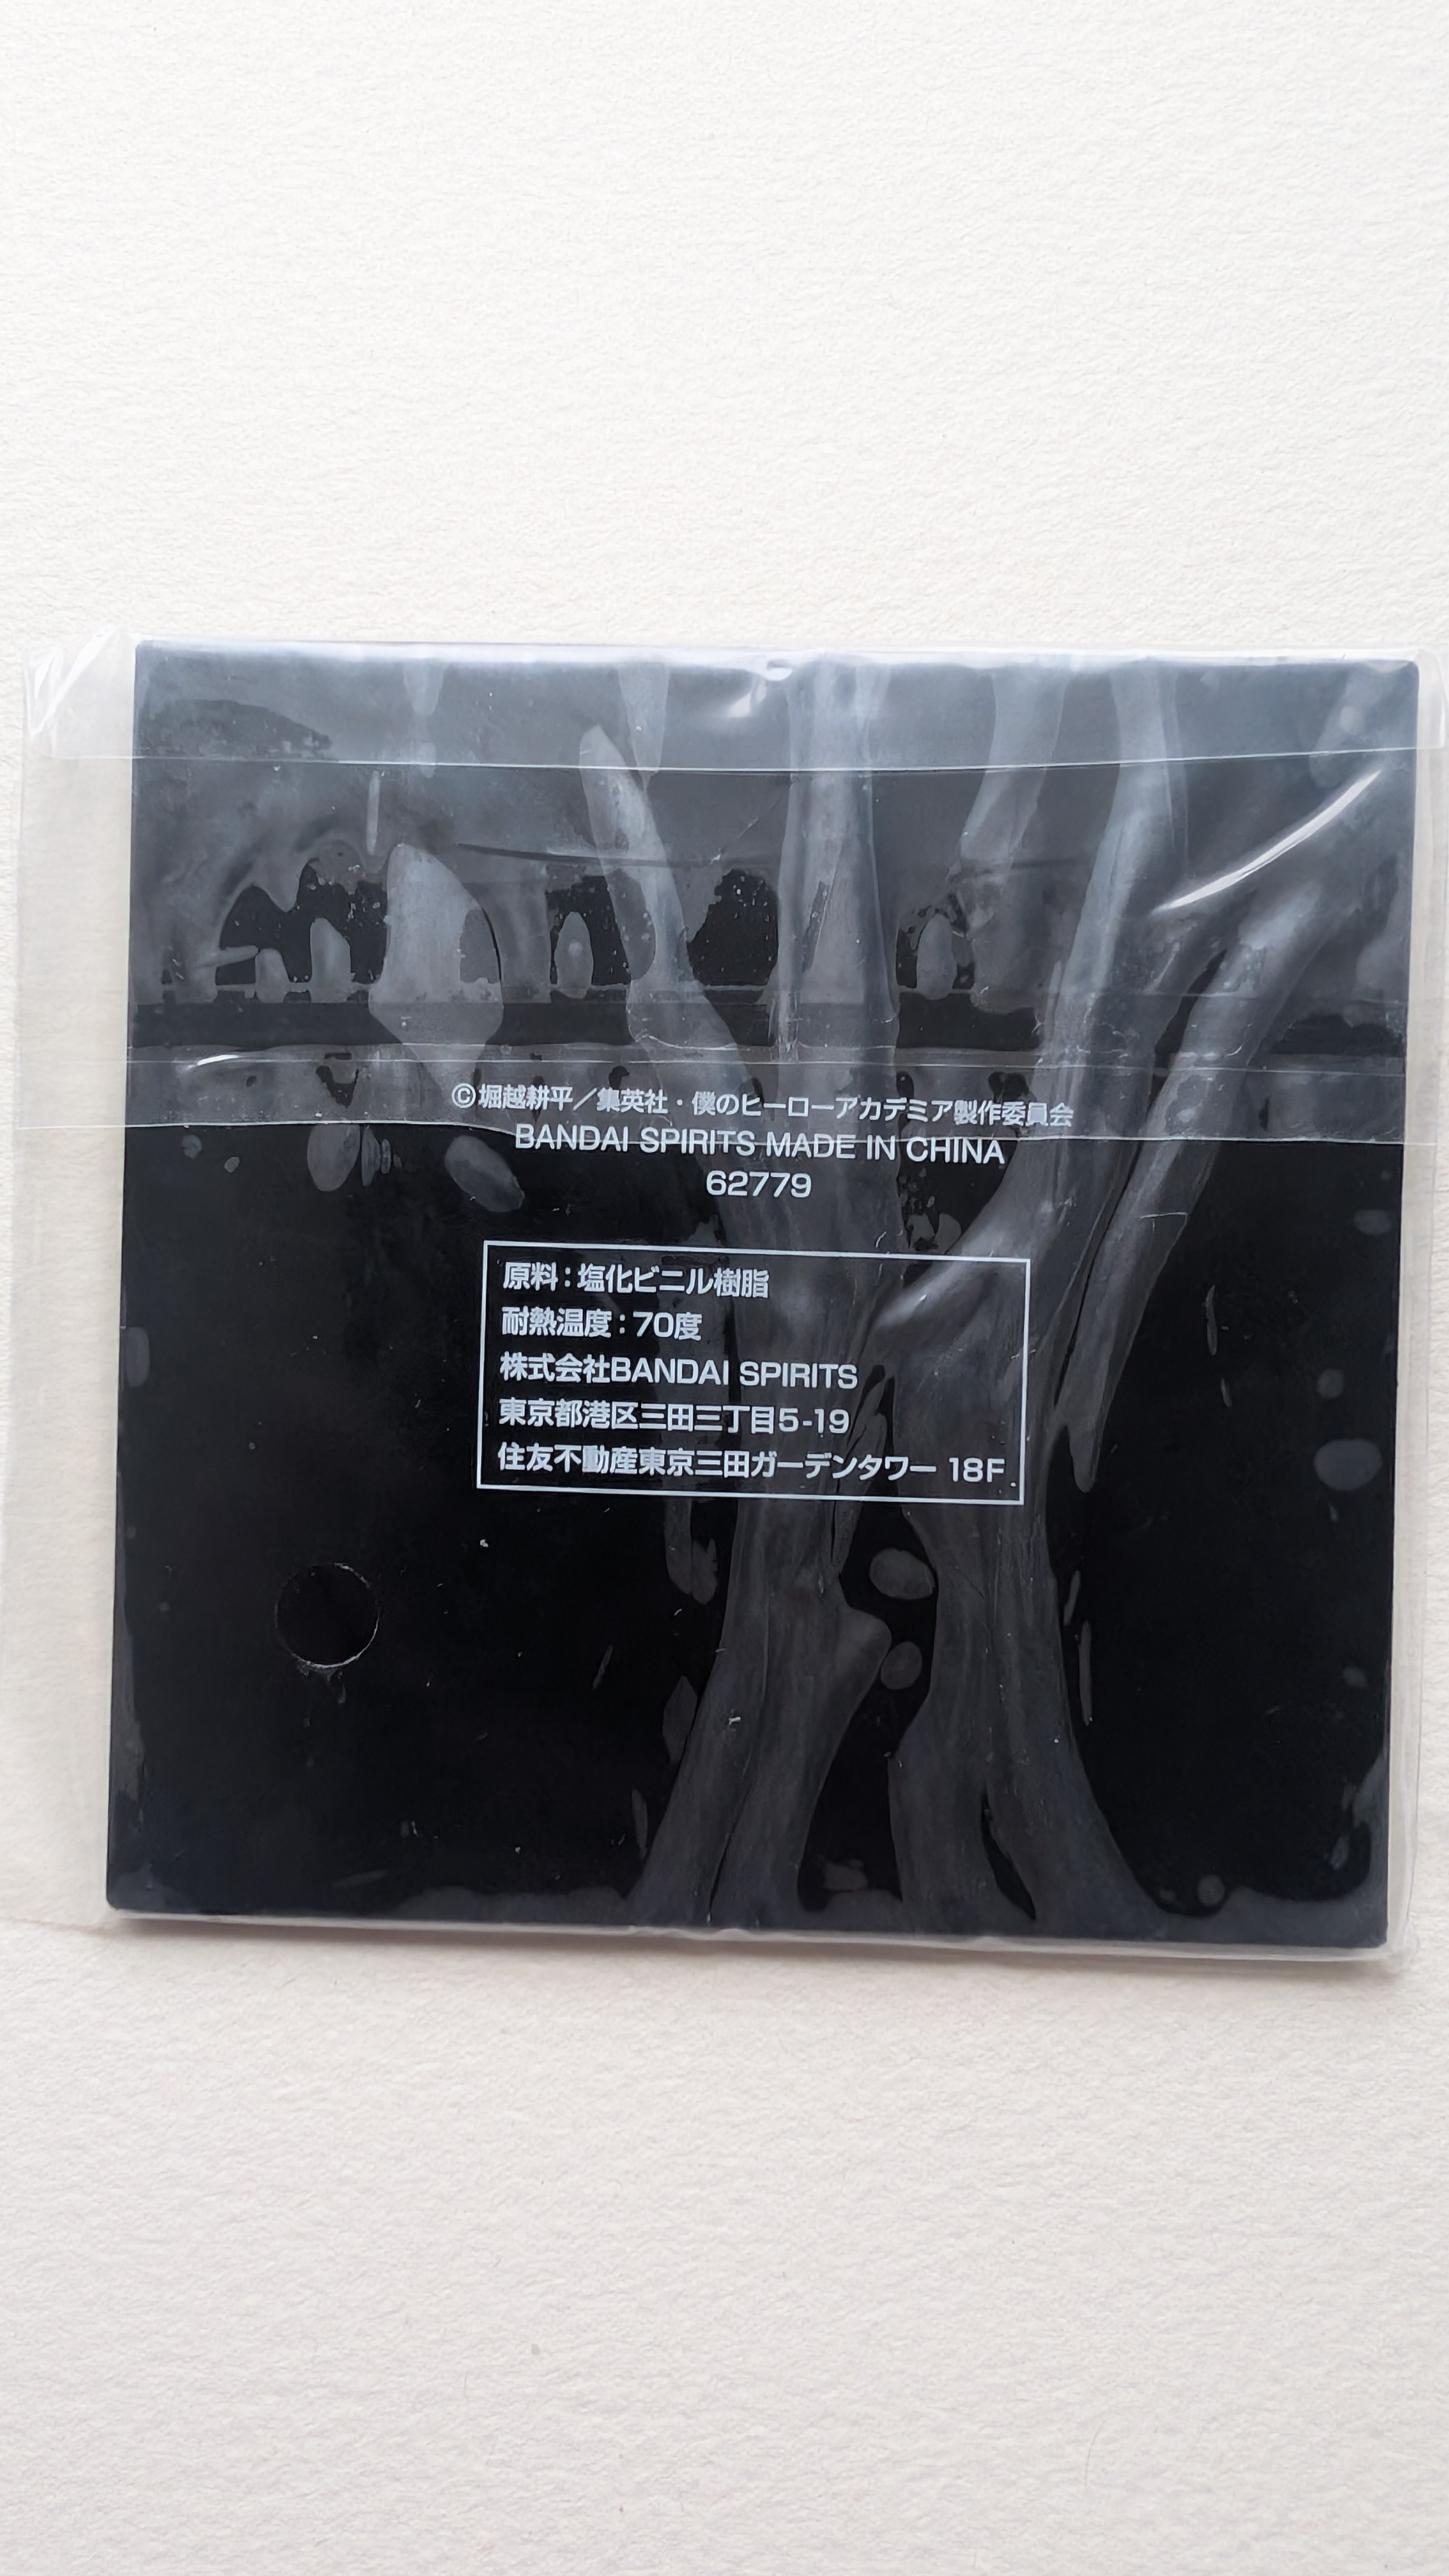 ©堀越耕平／集英社・僕のヒーローアカデミア製作委員会
BANDAI SPIRITS MADE IN CHINA
62779
原料：塩化ビニル樹脂
耐熱温度：70度
株式会社BANDAI SPIRITS
東京都港区三田三丁目5-19
住友不動産東京三田ガーデンタワー 18F